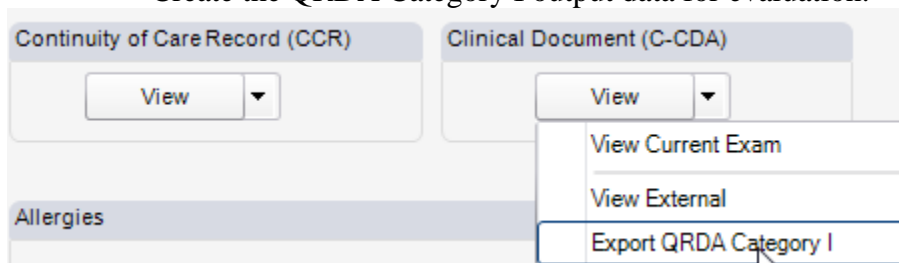 Create the QRDA Category I output data for evaluation.
Continuity of Care Record (CCR) Clinical Document (C-CDA)
View View
View Current Exam
View External
Allergies
Export QRDA Category I